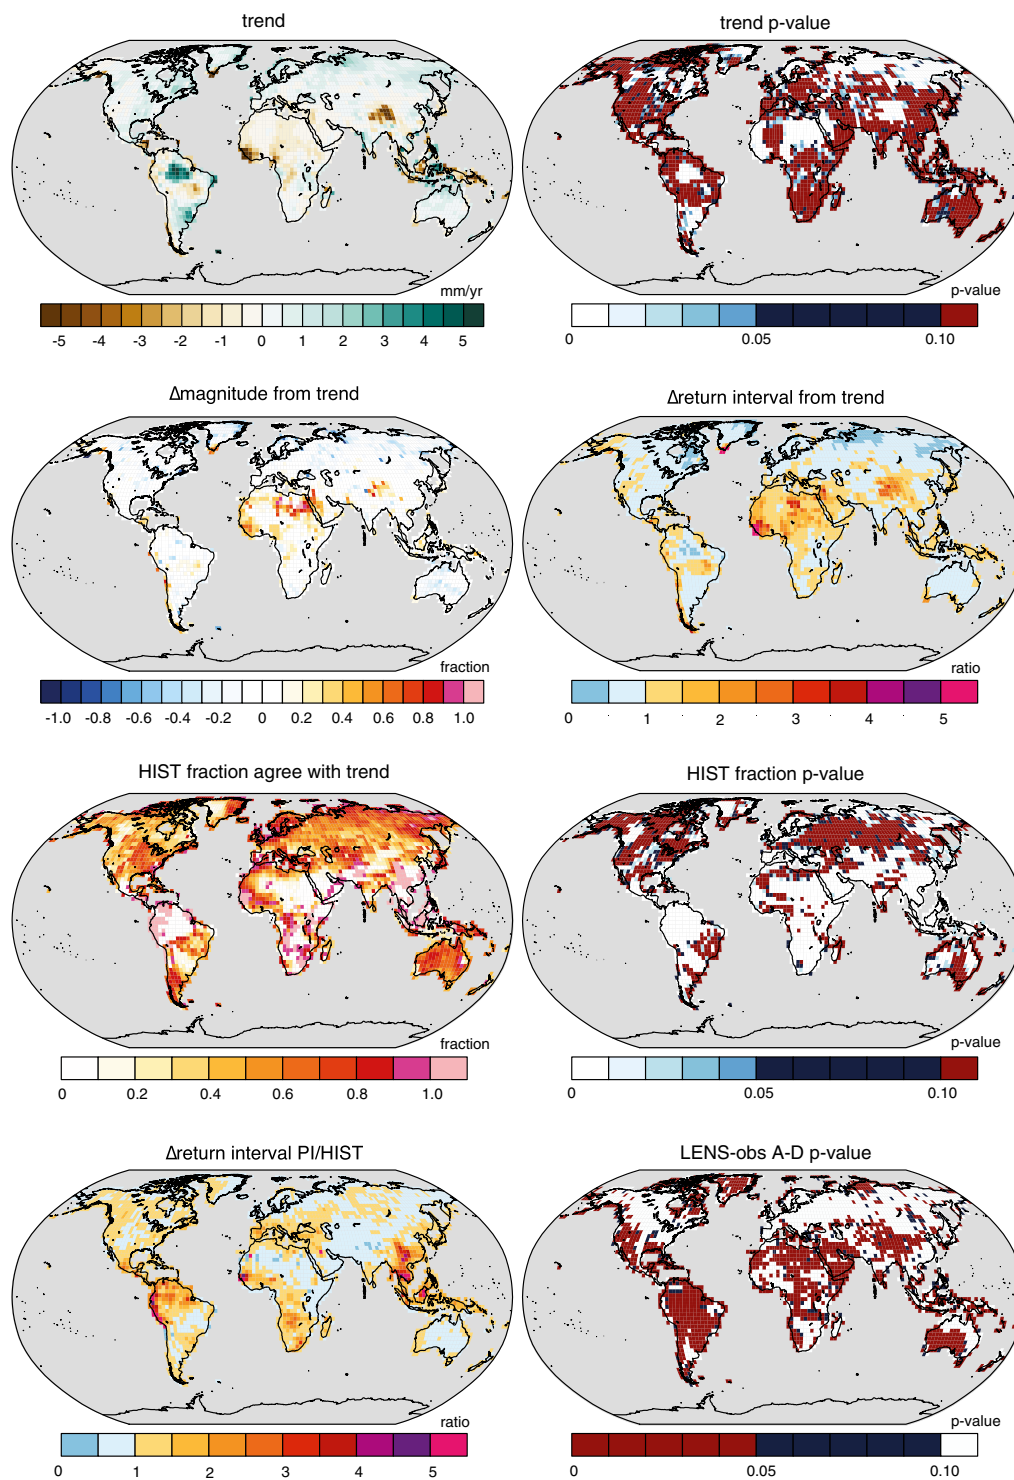 trend
trend p-value
mm/yr
p-value
-5 -4 -3 -2 -1 0 1 2 3 4 5
0 0.05 0.10
Δmagnitude from trend
Δreturn interval from trend
fraction
ratio
-1.0 -0.8 -0.6 -0.4 -0.2 0 0.2 0.4 0.6 0.8 1.0
0 1 2 3 4 5
HIST fraction agree with trend
HIST fraction p-value
fraction
p-value
0 0.2 0.4 0.6 0.8 1.0
0 0.05 0.10
Δreturn interval PI/HIST
LENS-obs A-D p-value
ratio
p-value
0 1 2 3 4 5
0 0.05 0.10